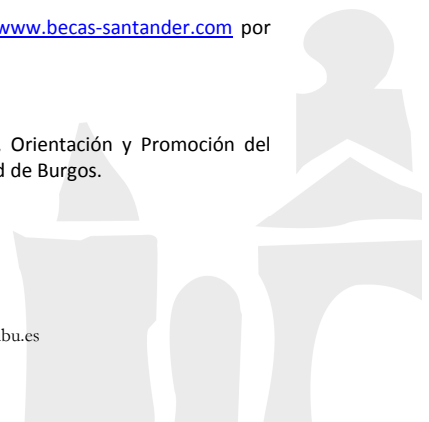 www.becas-santander.com por
Orientación y Promoción del
d de Burgos.
bu.es